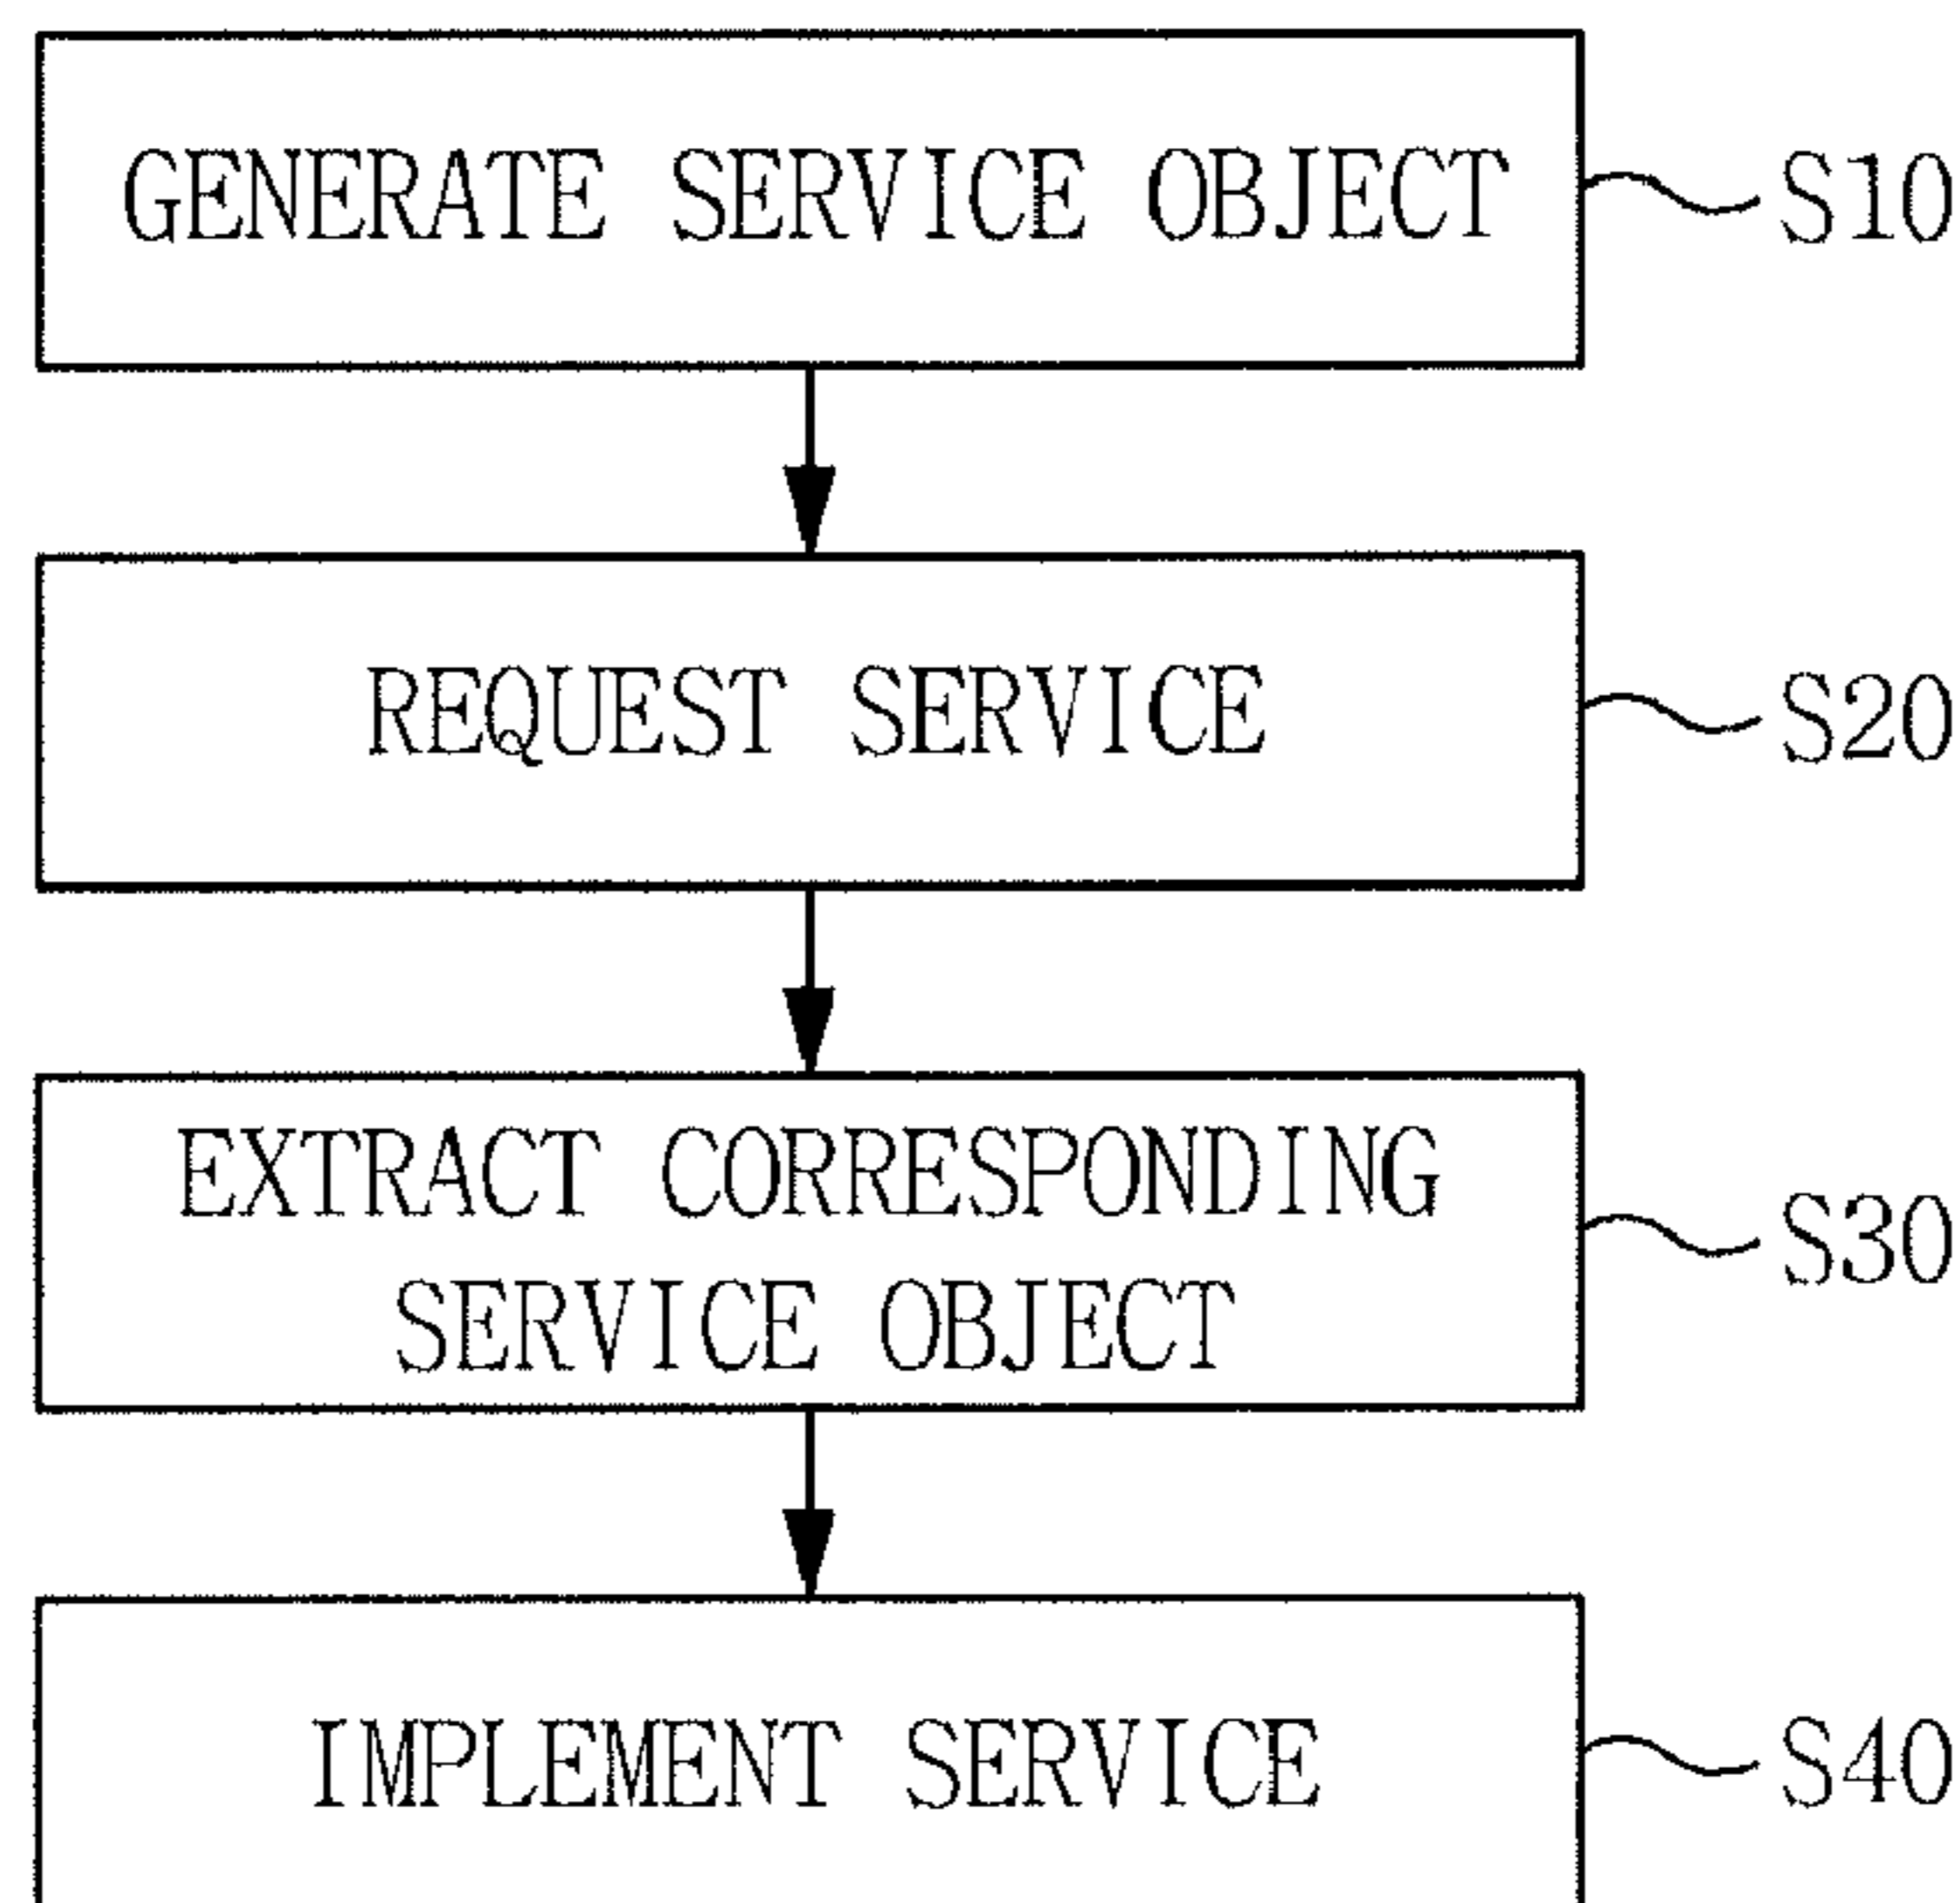 GENERATE SERVICE OBJECT
S10
REQUEST SERVICE
S20
EXTRACT CORRESPONDING
SERVICE OBJECT
S30
IMPLEMENT SERVICE
S40